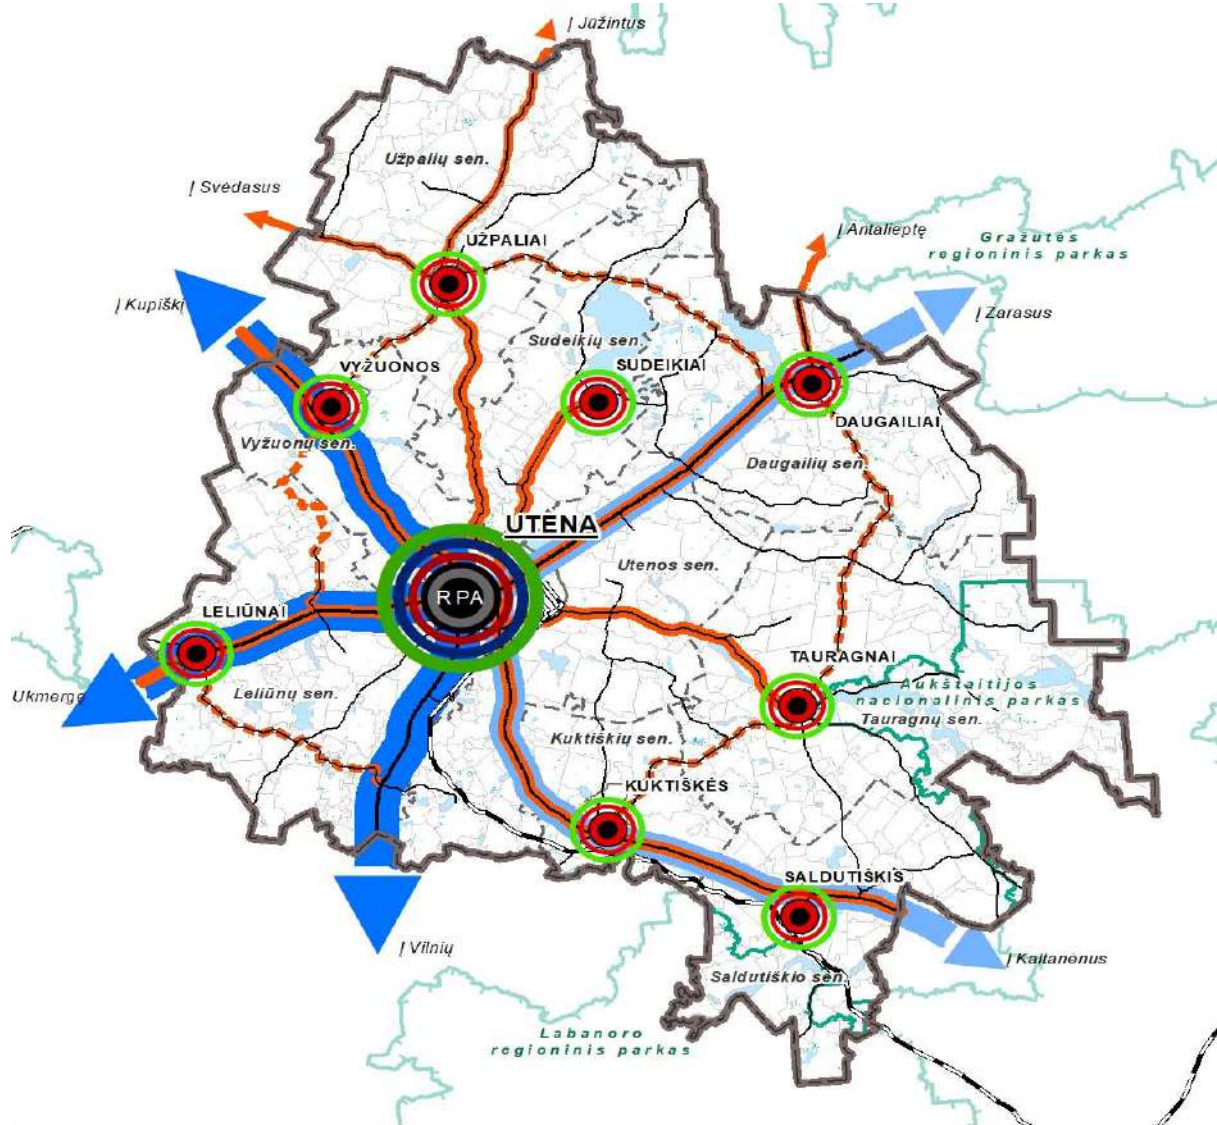 Į Jūžintus
Užpalių sen.
Į Svėdasus
UŽPALIAI
Į Antalieptę
Gražutės
regioninis parkas
Į Kupiškį
Į Zarasus
Sudeikių sen.
VYŽUONOS
SUDEIKIAI
DAUGAILIAI
Vyžuonų sen.
Daugailių sen.
UTENA
Utenos sen.
RPA
LELIŪNAI
TAURAGNAI
Aukštaitijos
nacionalinis parkas
Ukmergę
Leliūnų sen.
Tauragnų sen.
Kuktiškių sen.
KUKTIŠKĖS
SALDUTIŠKIS
Į Vilnių
Į Kaltanėnus
Saldutiškio sen.
Labanoro
regioninis parkas